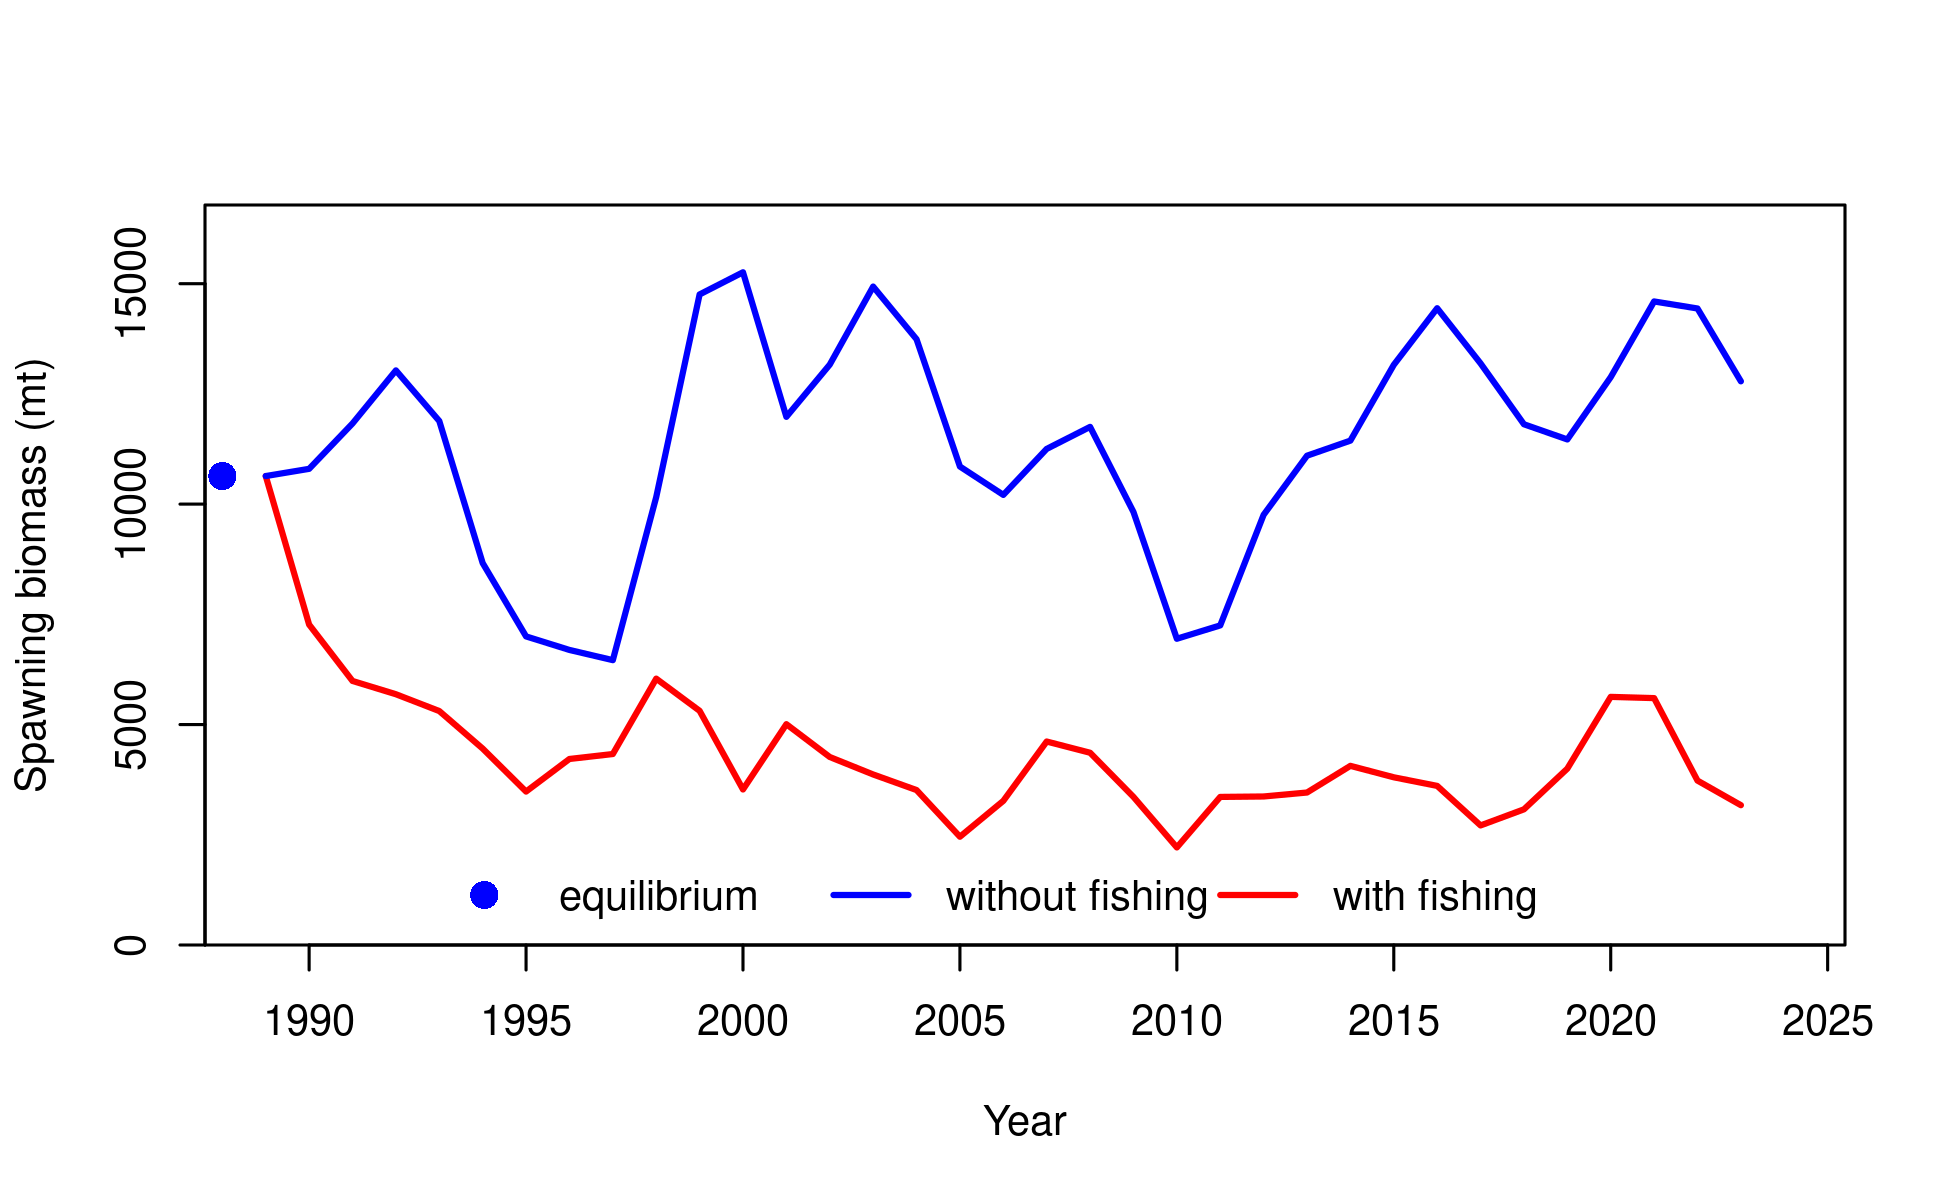 Spawning biomass (mt)
15000
10000
5000
0
equilibrium without fishing with fishing
1990 1995 2000 2005 2010 2015 2020 2025
Year